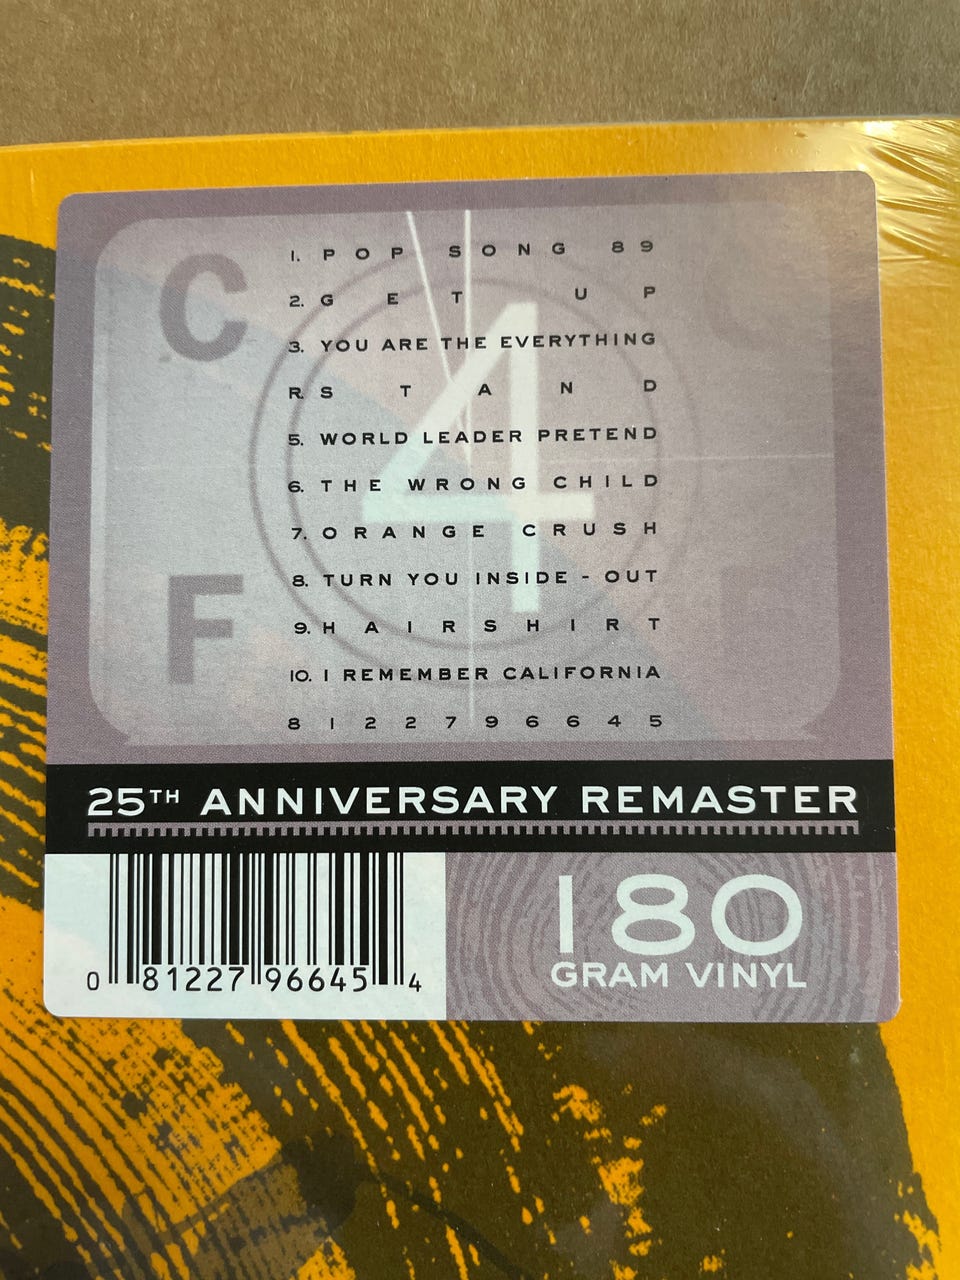 C
F
4
1. POP SONG 89
2. GET UP
3. YOU ARE THE EVERYTHING
R. STAND
5. WORLD LEADER PRETEND
6. THE WRONG CHILD
7. ORANGE CRUSH
8. TURN YOU INSIDE - OUT
9. HAIRSHIRT
10. I REMEMBER CALIFORNIA
8122796645
25TH ANNIVERSARY REMASTER
0 81227 96645 4
180
GRAM VINYL